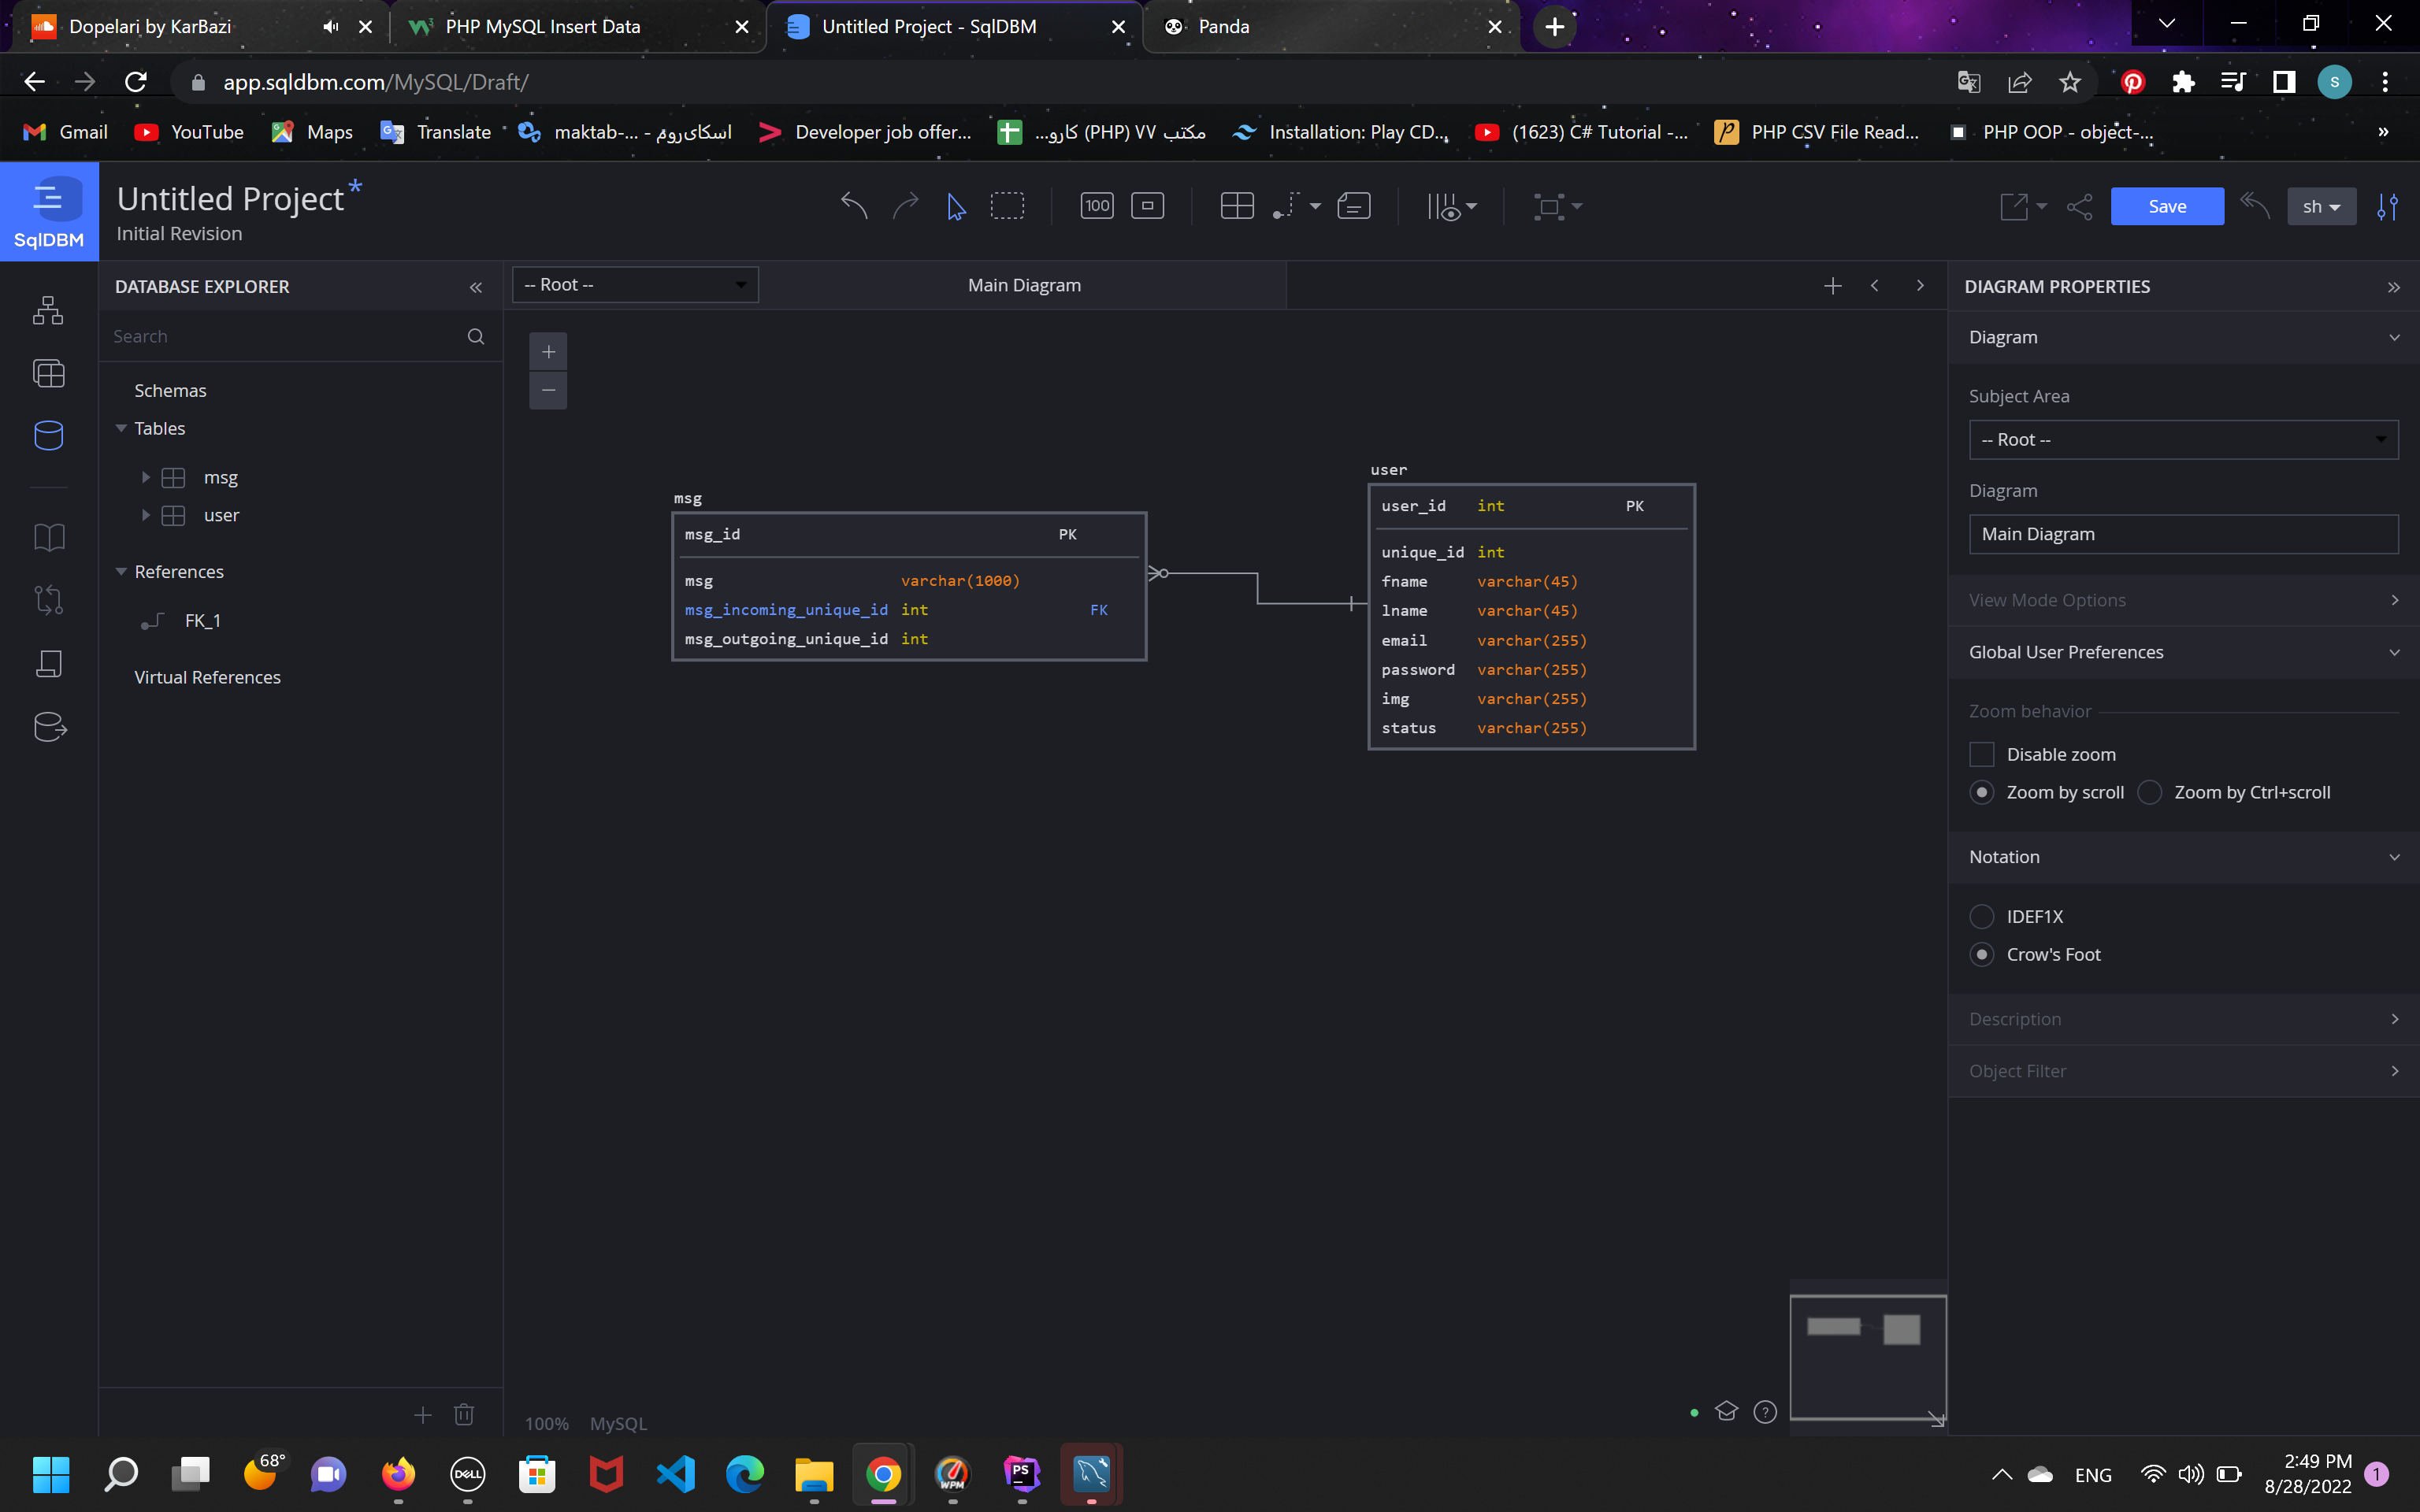 Dopelari by KarBazi
PHP MySQL Insert Data
Untitled Project - SqlDBM
Panda
app.sqldbm.com/MySQL/Draft/
S
Gmail
YouTube
Maps
Translate
maktab-... - اسکای‌روم
Developer job offer...
...کارو (PHP) ۷۷ مکتب
Installation: Play CD...
(1623) C# Tutorial -...
PHP CSV File Read...
PHP OOP - object-...
»
SqlDBM
Untitled Project*
Initial Revision
100
Save
sh
DATABASE EXPLORER
Search
Schemas
Tables
msg
user
References
FK_1
Virtual References
-- Root --
Main Diagram
msg
msg_id PK
msg varchar(1000)
msg_incoming_unique_id int FK
msg_outgoing_unique_id int
user
user_id int PK
unique_id int
fname varchar(45)
lname varchar(45)
email varchar(255)
password varchar(255)
img varchar(255)
status varchar(255)
100% MySQL
DIAGRAM PROPERTIES
Diagram
Subject Area
-- Root --
Diagram
Main Diagram
View Mode Options
Global User Preferences
Zoom behavior
Disable zoom
Zoom by scroll
Zoom by Ctrl+scroll
Notation
IDEF1X
Crow's Foot
Description
Object Filter
68°
DELL
WPM
PS
ENG
2:49 PM
8/28/2022
1